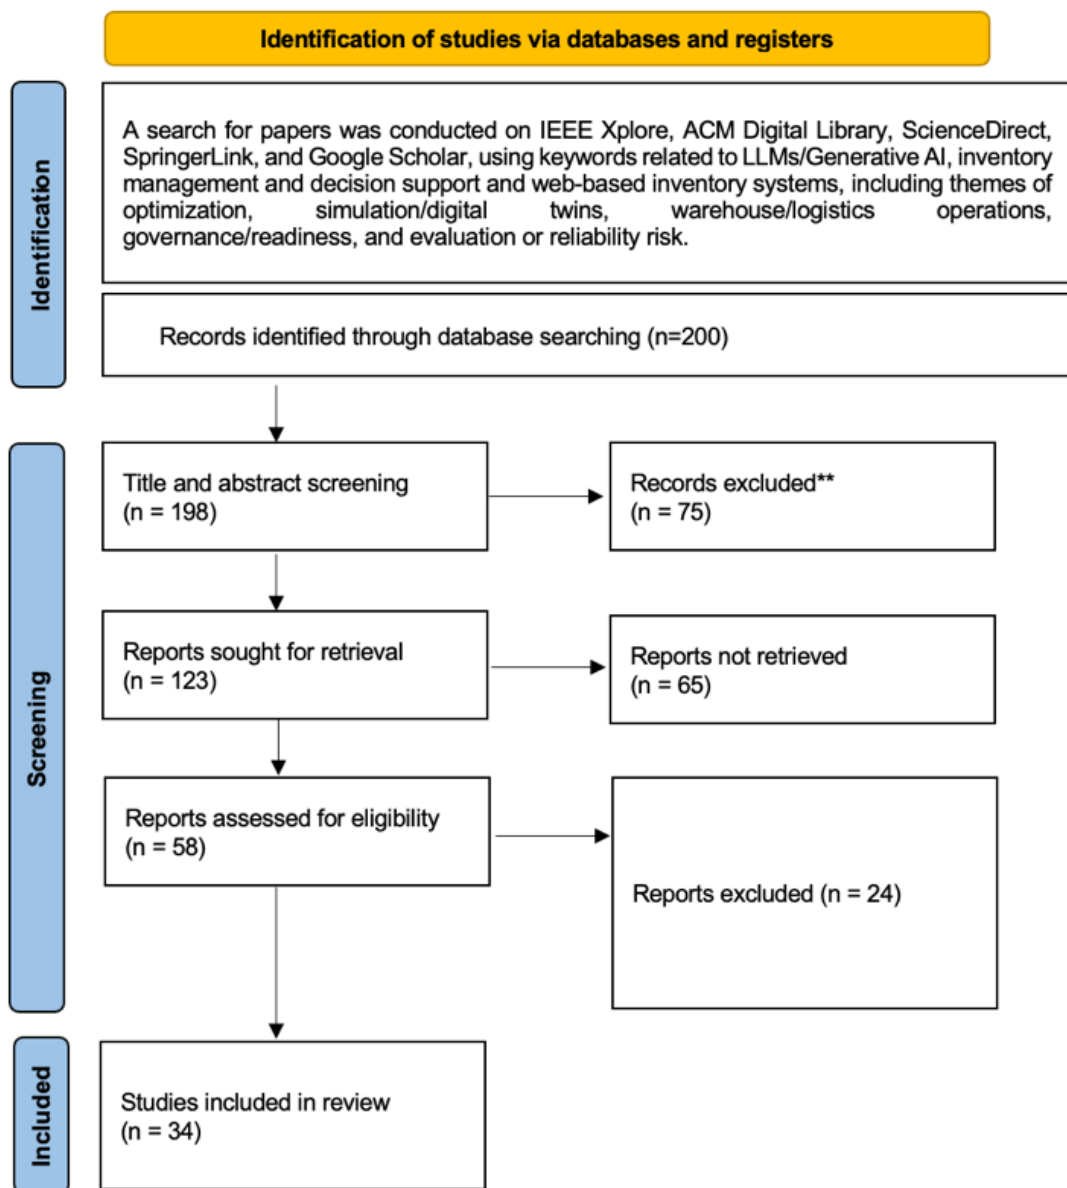 Identification of studies via databases and registers
Identification
A search for papers was conducted on IEEE Xplore, ACM Digital Library, ScienceDirect,
SpringerLink, and Google Scholar, using keywords related to LLMs/Generative AI, inventory
management and decision support and web-based inventory systems, including themes of
optimization, simulation/digital twins, warehouse/logistics operations,
governance/readiness, and evaluation or reliability risk.
Records identified through database searching (n=200)
Screening
Title and abstract screening
(n = 198)
Records excluded**
(n = 75)
Reports sought for retrieval
(n = 123)
Reports not retrieved
(n = 65)
Reports assessed for eligibility
(n = 58)
Reports excluded (n = 24)
Included
Studies included in review
(n = 34)